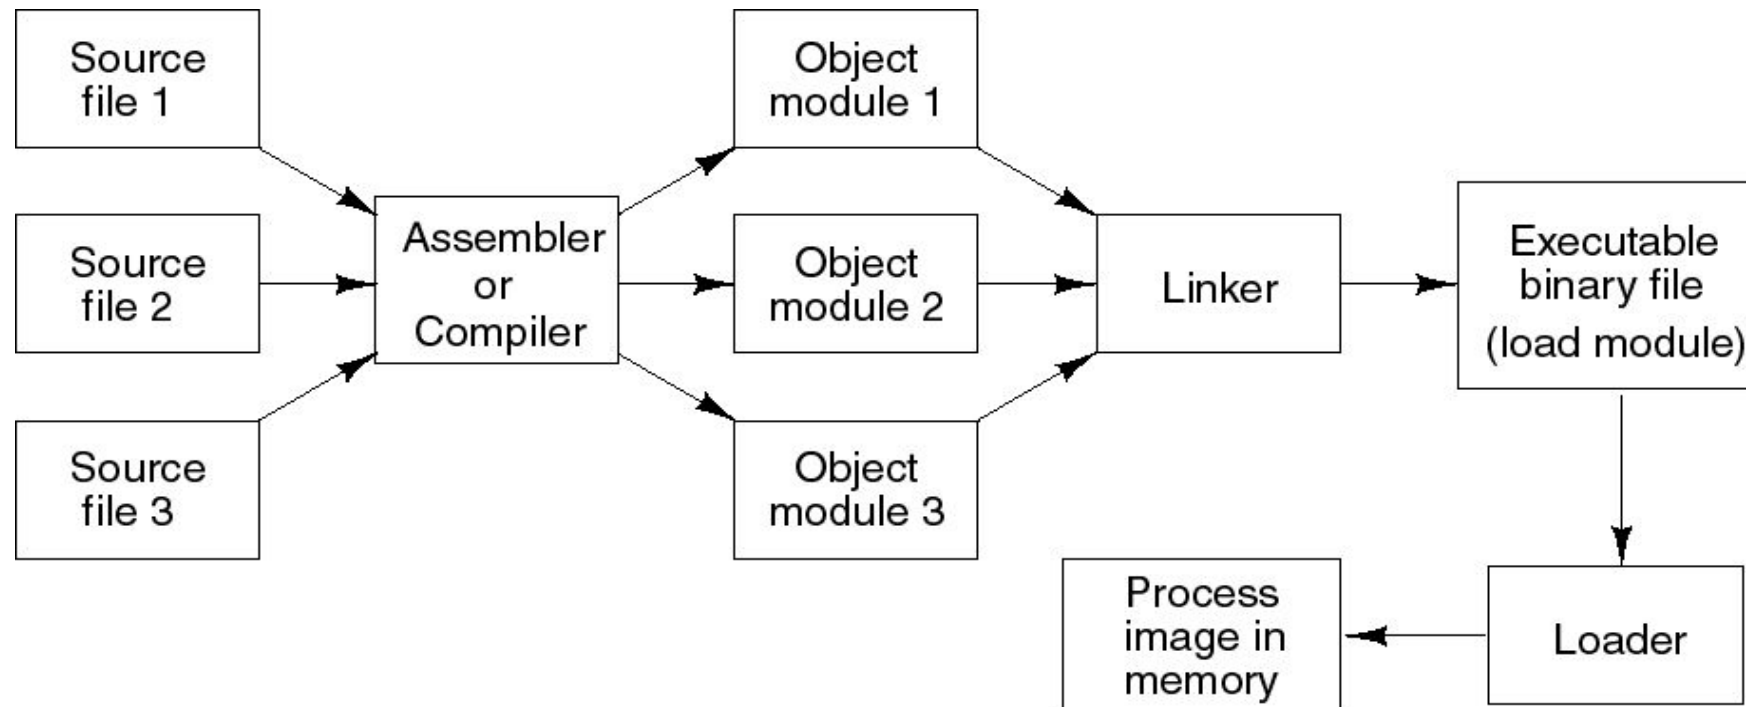 Source
file 1
Source
file 2
Source
file 3
Assembler
or
Compiler
Object
module 1
Object
module 2
Object
module 3
Linker
Executable
binary file
(load module)
Loader
Process
image in
memory